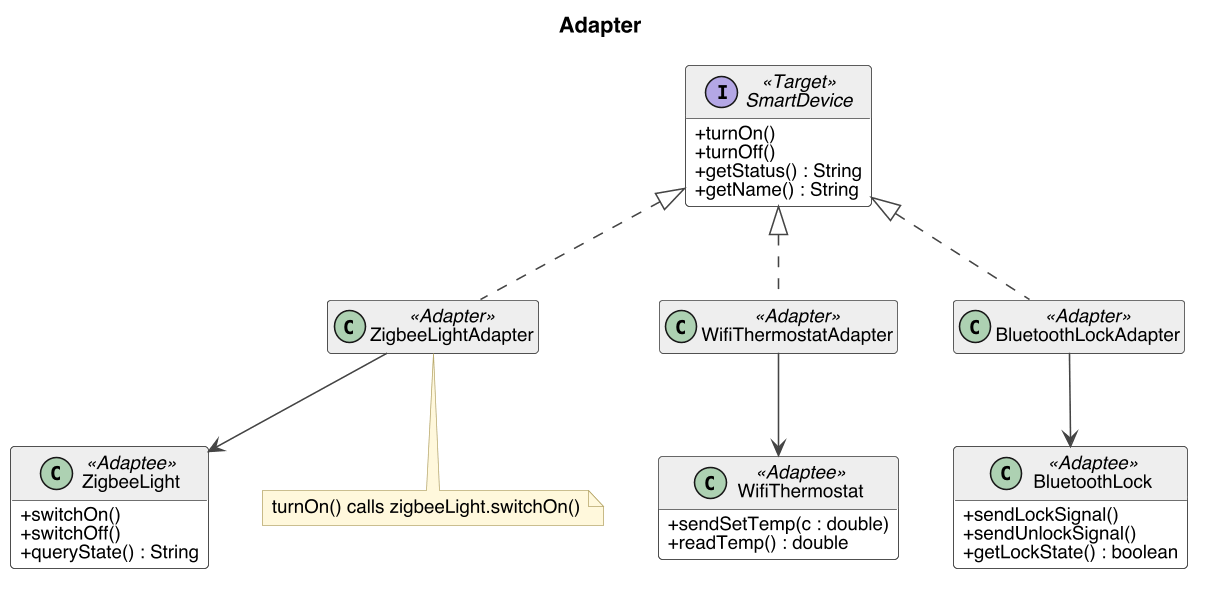 Adapter
«Target»
I
SmartDevice
+turnOn()
+turnOff()
+getStatus() : String
+getName() : String
«Adapter»
C
ZigbeeLightAdapter
«Adapter»
C
WifiThermostatAdapter
«Adapter»
C
BluetoothLockAdapter
«Adaptee»
C
ZigbeeLight
+switchOn()
+switchOff()
+queryState() : String
turnOn() calls zigbeeLight.switchOn()
«Adaptee»
C
WifiThermostat
+sendSetTemp(c : double)
+readTemp() : double
«Adaptee»
C
BluetoothLock
+sendLockSignal()
+sendUnlockSignal()
+getLockState() : boolean